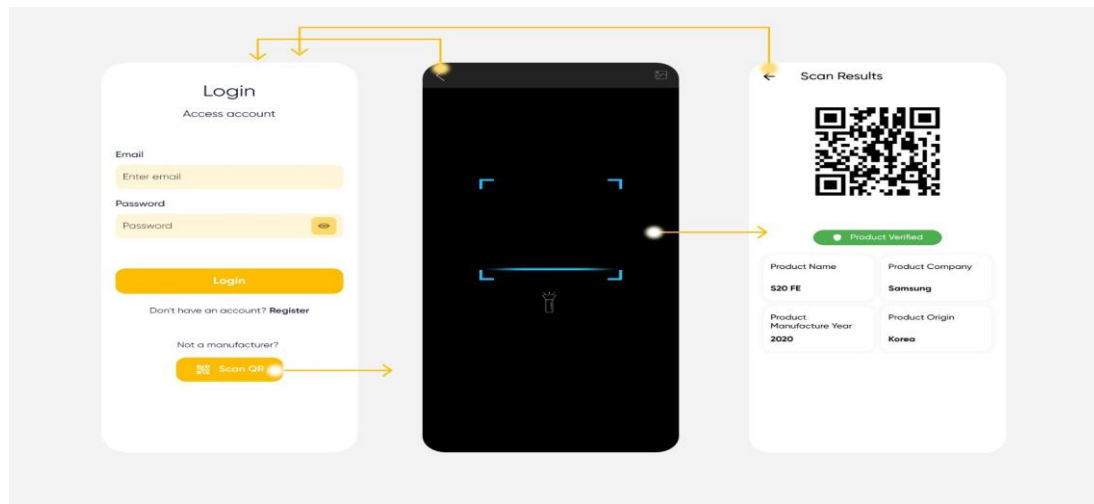 Login
Access account
Email
Enter email
Password
Password
Login
Don't have an account? Register
Not a manufacturer?
Scan QR
Scan Results
Product Verified
Product Name
S20 FE
Product Company
Samsung
Product
Manufacture Year
2020
Product Origin
Korea